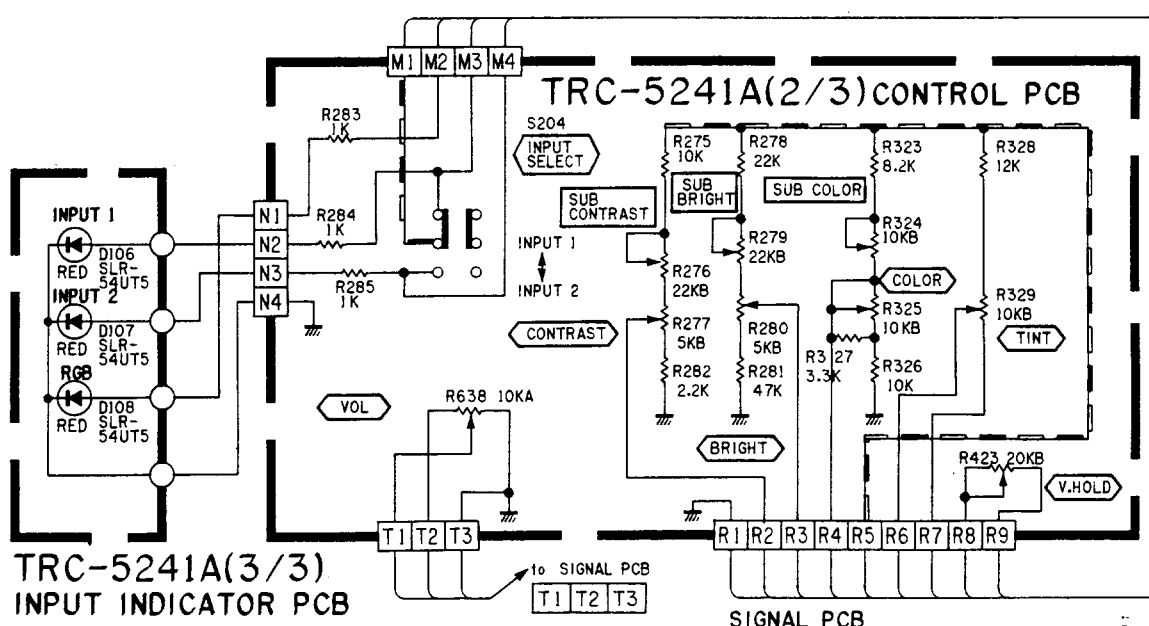 M1 M2 M3 M4
TRC-5241A(2/3) CONTROL PCB
R283
1K
S204
INPUT
SELECT
R275
10K
R278
22K
R323
8.2K
R328
12K
SUB
CONTRAST
SUB
BRIGHT
SUB COLOR
INPUT 1
RED
D106
SLR-
54UT5
INPUT 2
RED
D107
SLR-
54UT5
RGB
RED
D108
SLR-
54UT5
N1
N2
N3
N4
R284
1K
R285
1K
INPUT 1
INPUT 2
R276
22KB
R279
22KB
R324
10KB
COLOR
CONTRAST
R277
5KB
R280
5KB
R325
10KB
R329
10KB
TINT
R282
2.2K
R281
47K
R327
3.3K
R326
10K
VOL
R638 10KA
BRIGHT
R423 20KB
V.HOLD
T1 T2 T3
R1 R2 R3 R4 R5 R6 R7 R8 R9
TRC-5241A(3/3)
INPUT INDICATOR PCB
to SIGNAL PCB
T1 T2 T3
SIGNAL PCB